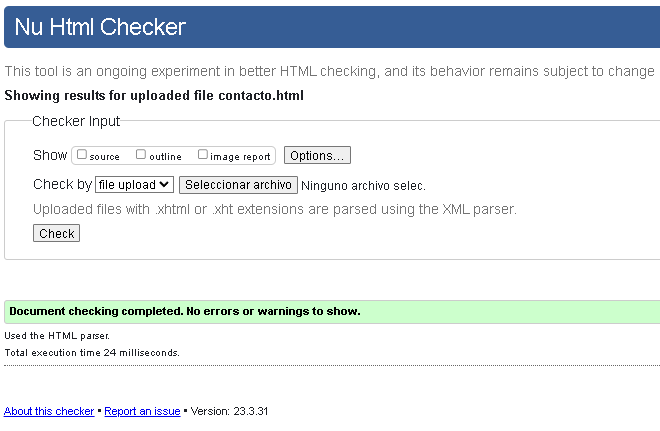 Nu Html Checker
This tool is an ongoing experiment in better HTML checking, and its behavior remains subject to change
Showing results for uploaded file contacto.html
Checker Input
Show source outline image report Options...
Check by file upload Seleccionar archivo Ninguno archivo selec.
Uploaded files with .xhtml or .xht extensions are parsed using the XML parser.
Check
Document checking completed. No errors or warnings to show.
Used the HTML parser.
Total execution time 24 milliseconds.
About this checker • Report an issue • Version: 23.3.31